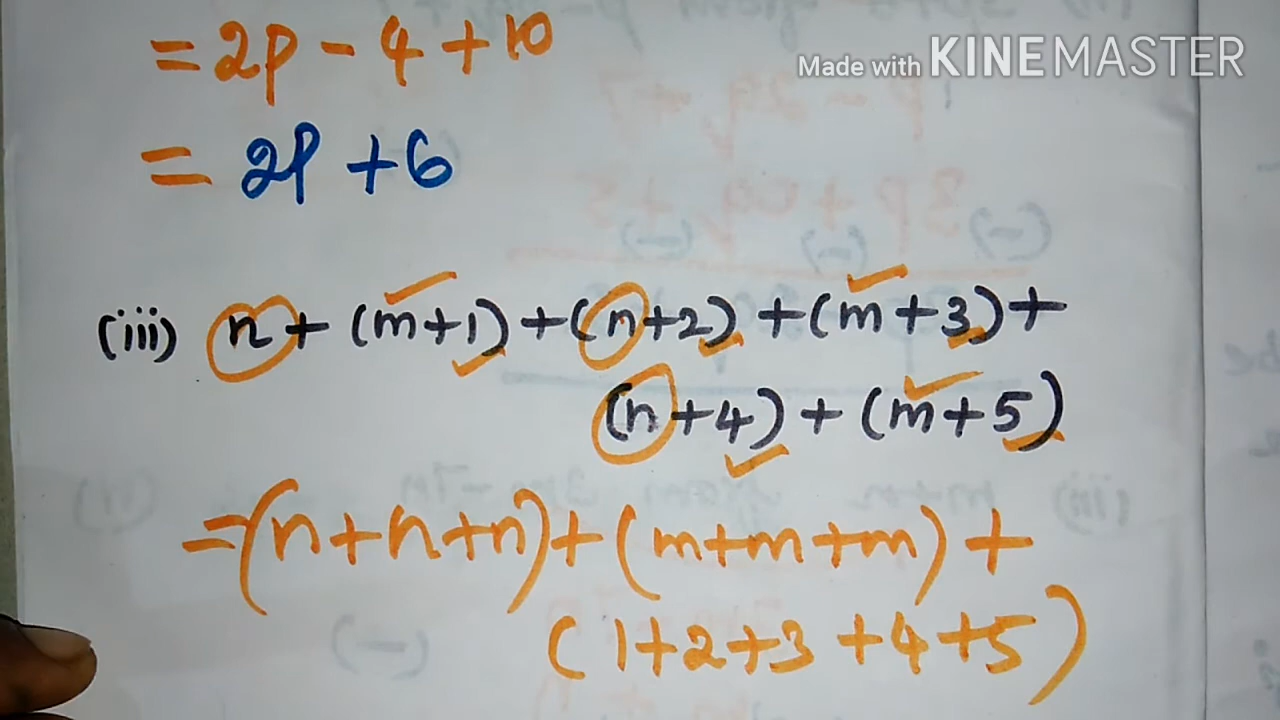 = 2p - 4 + 10
Made with KINEMASTER
= 2p + 6
(iii) n + (m+1) + (n+2) + (m+3) +
(n+4) + (m+5)
= (n+n+n) + (m+m+m) +
(1+2+3+4+5)